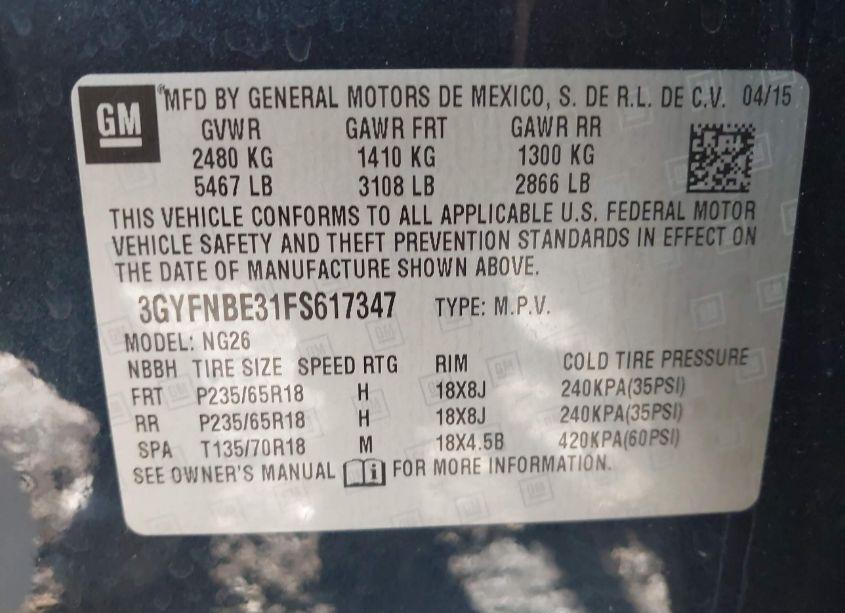 GM ® MFD BY GENERAL MOTORS DE MEXICO, S. DE R.L. DE C.V. 04/15
GVWR GAWR FRT GAWR RR
2480 KG 1410 KG 1300 KG
5467 LB 3108 LB 2866 LB
THIS VEHICLE CONFORMS TO ALL APPLICABLE U.S. FEDERAL MOTOR
VEHICLE SAFETY AND THEFT PREVENTION STANDARDS IN EFFECT ON
THE DATE OF MANUFACTURE SHOWN ABOVE.
3GYFNBE31FS617347 TYPE: M.P.V.
MODEL: NG26
NBBH TIRE SIZE SPEED RTG RIM COLD TIRE PRESSURE
FRT P235/65R18 H 18X8J 240KPA(35PSI)
RR P235/65R18 H 18X8J 240KPA(35PSI)
SPA T135/70R18 M 18X4.5B 420KPA(60PSI)
SEE OWNER'S MANUAL i FOR MORE INFORMATION.